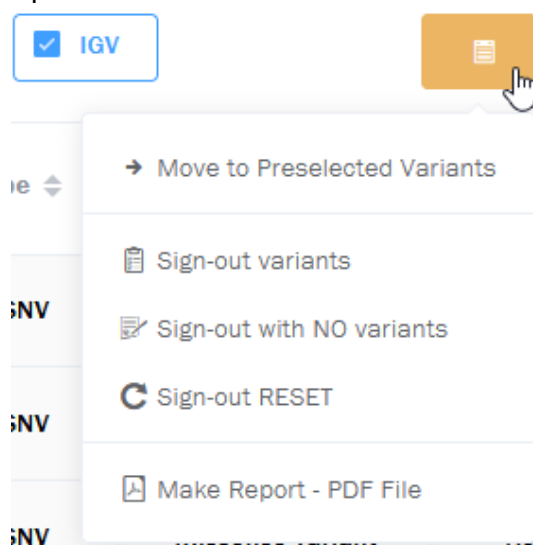 IGV
Move to Preselected Variants
Sign-out variants
SNV
Sign-out with NO variants
Sign-out RESET
SNV
Make Report - PDF File
SNV